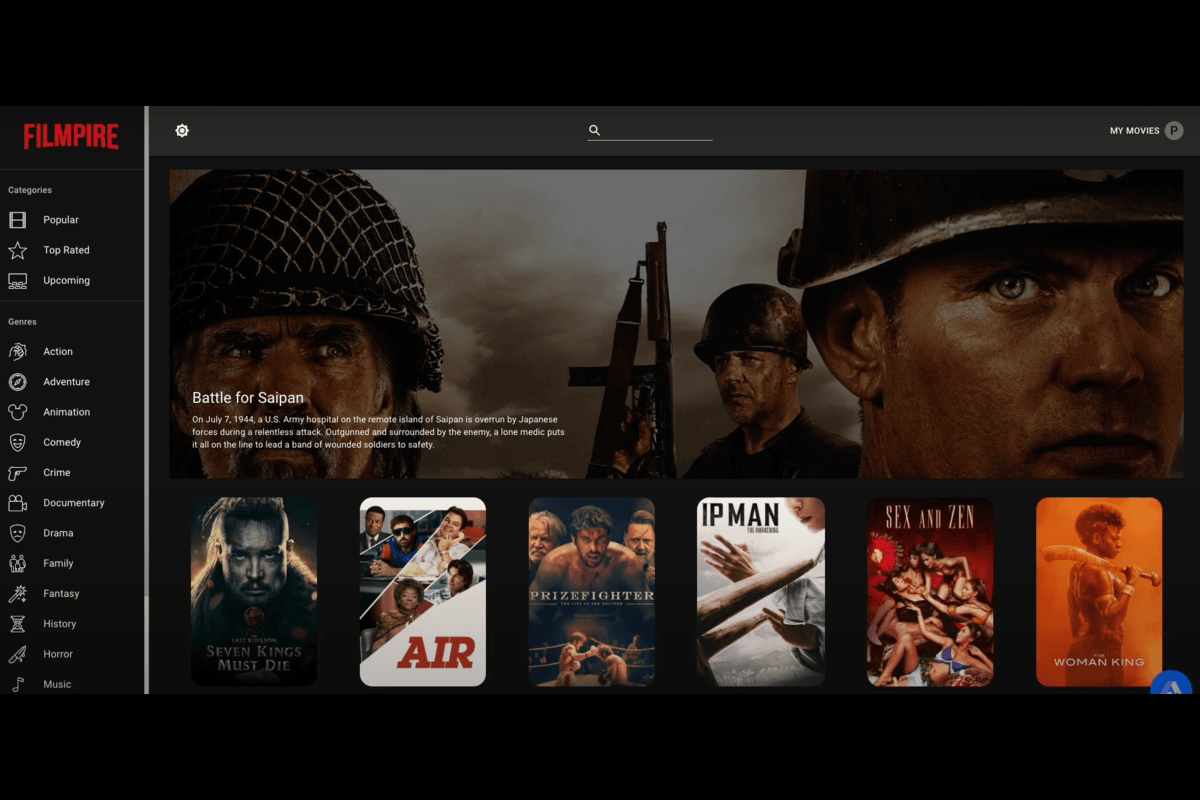 FILMPIRE
MY MOVIES P
Categories
Popular
Top Rated
Upcoming
Genres
Action
Adventure
Animation
Comedy
Crime
Documentary
Drama
Family
Fantasy
History
Horror
Music
Battle for Saipan
On July 7, 1944, a U.S. Army hospital on the remote island of Saipan is overrun by Japanese
forces during a relentless attack. Outgunned and surrounded by the enemy, a lone medic puts
it all on the line to lead a band of wounded soldiers to safety.
THE
LAST KINGDOM
SEVEN KINGS
MUST DIE
AIR
PRIZEFIGHTER
THE LIFE OF JEM BELCHER
IP MAN
THE AWAKENING
SEX AND ZEN
THE
WOMAN KING